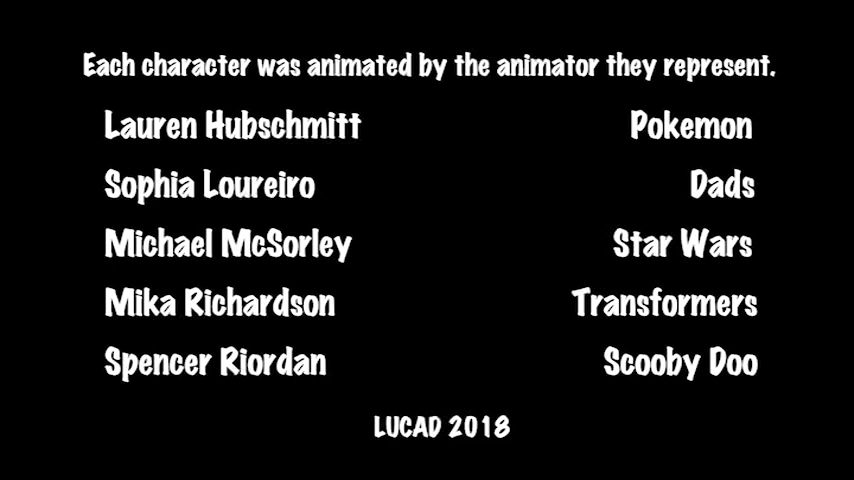 Each character was animated by the animator they represent.
Lauren Hubschmitt Pokemon
Sophia Loureiro Dads
Michael McSorley Star Wars
Mika Richardson Transformers
Spencer Riordan Scooby Doo
LUCAD 2018